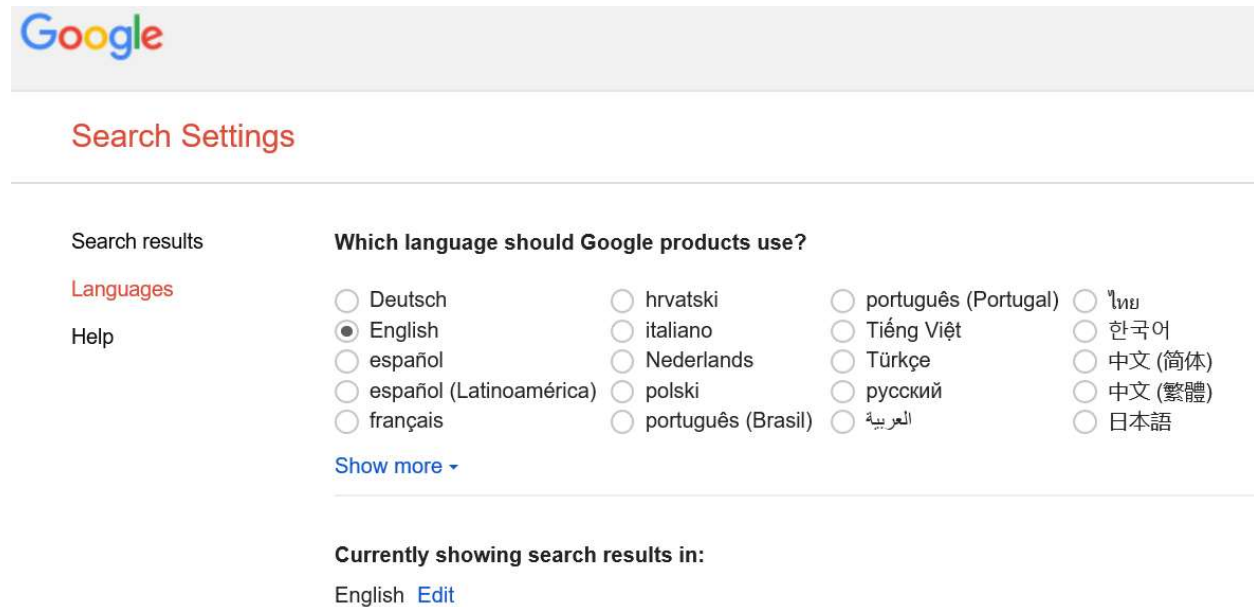 Google
Search Settings
Search results
Languages
Help
Which language should Google products use?
Deutsch
English
español
español (Latinoamérica)
français
hrvatski
italiano
Nederlands
polski
português (Brasil)
português (Portugal)
Tiếng Việt
Türkçe
русский
العربية
ไทย
한국어
中文 (简体)
中文 (繁體)
日本語
Show more
Currently showing search results in:
English Edit